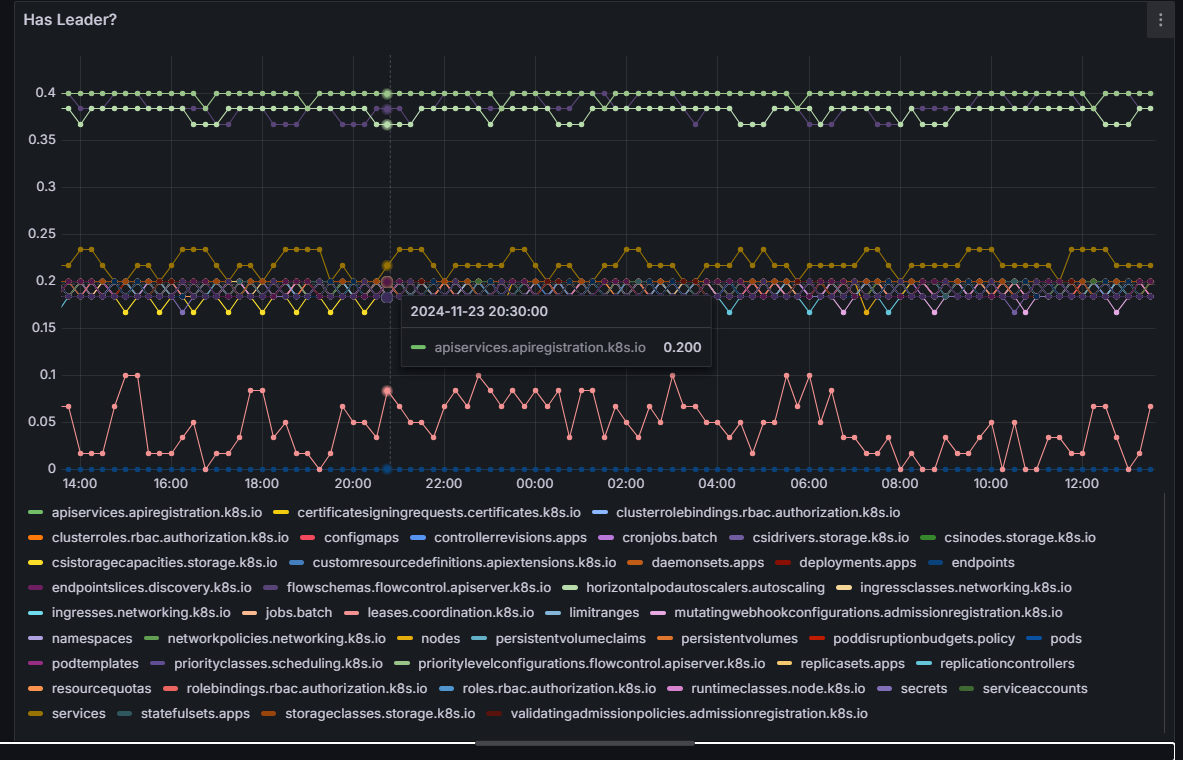 Has Leader?
0.4
0.35
0.3
0.25
0.2
0.15
0.1
0.05
0
2024-11-23 20:30:00
apiservices.apiregistration.k8s.io 0.200
14:00 16:00 18:00 20:00 22:00 00:00 02:00 04:00 06:00 08:00 10:00 12:00
apiservices.apiregistration.k8s.io certificatesigningrequests.certificates.k8s.io clusterrolebindings.rbac.authorization.k8s.io
clusterroles.rbac.authorization.k8s.io configmaps controllerrevisions.apps cronjobs.batch csidrivers.storage.k8s.io csinodes.storage.k8s.io
csistoragecapacities.storage.k8s.io customresourcedefinitions.apiextensions.k8s.io daemonsets.apps deployments.apps endpoints
endpointslices.discovery.k8s.io flowschemas.flowcontrol.apiserver.k8s.io horizontalpodautoscalers.autoscaling ingressclasses.networking.k8s.io
ingresses.networking.k8s.io jobs.batch leases.coordination.k8s.io limitranges mutatingwebhookconfigurations.admissionregistration.k8s.io
namespaces networkpolicies.networking.k8s.io nodes persistentvolumeclaims persistentvolumes poddisruptionbudgets.policy pods
podtemplates priorityclasses.scheduling.k8s.io prioritylevelconfigurations.flowcontrol.apiserver.k8s.io replicasets.apps replicationcontrollers
resourcequotas rolebindings.rbac.authorization.k8s.io roles.rbac.authorization.k8s.io runtimeclasses.node.k8s.io secrets serviceaccounts
services statefulsets.apps storageclasses.storage.k8s.io validatingadmissionpolicies.admissionregistration.k8s.io